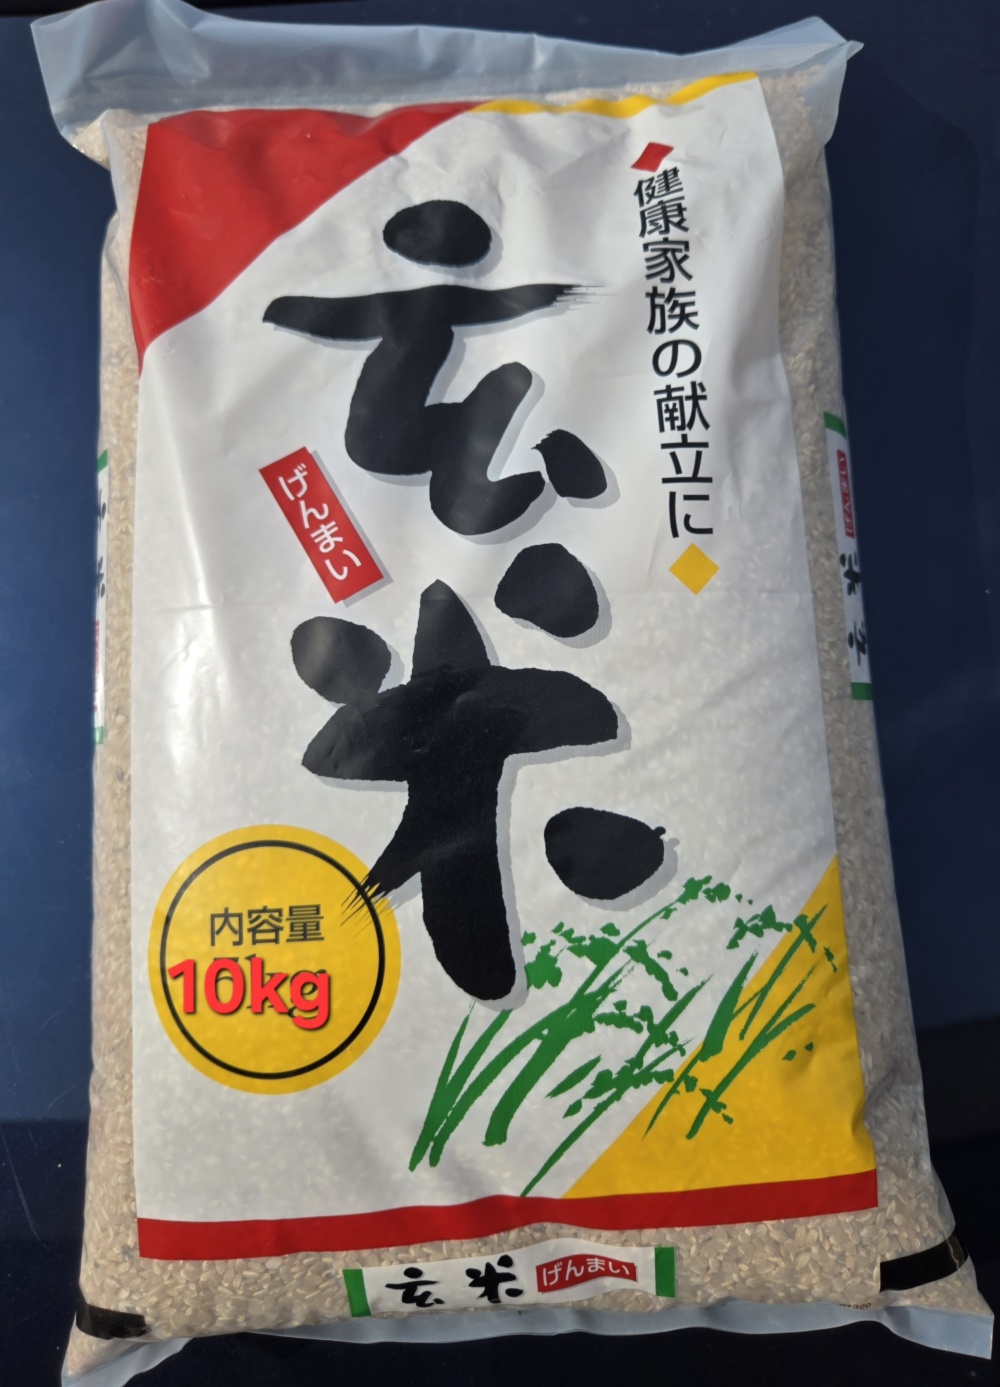 健康家族の献立に
玄米
げんまい
内容量
10kg
玄米
げんまい